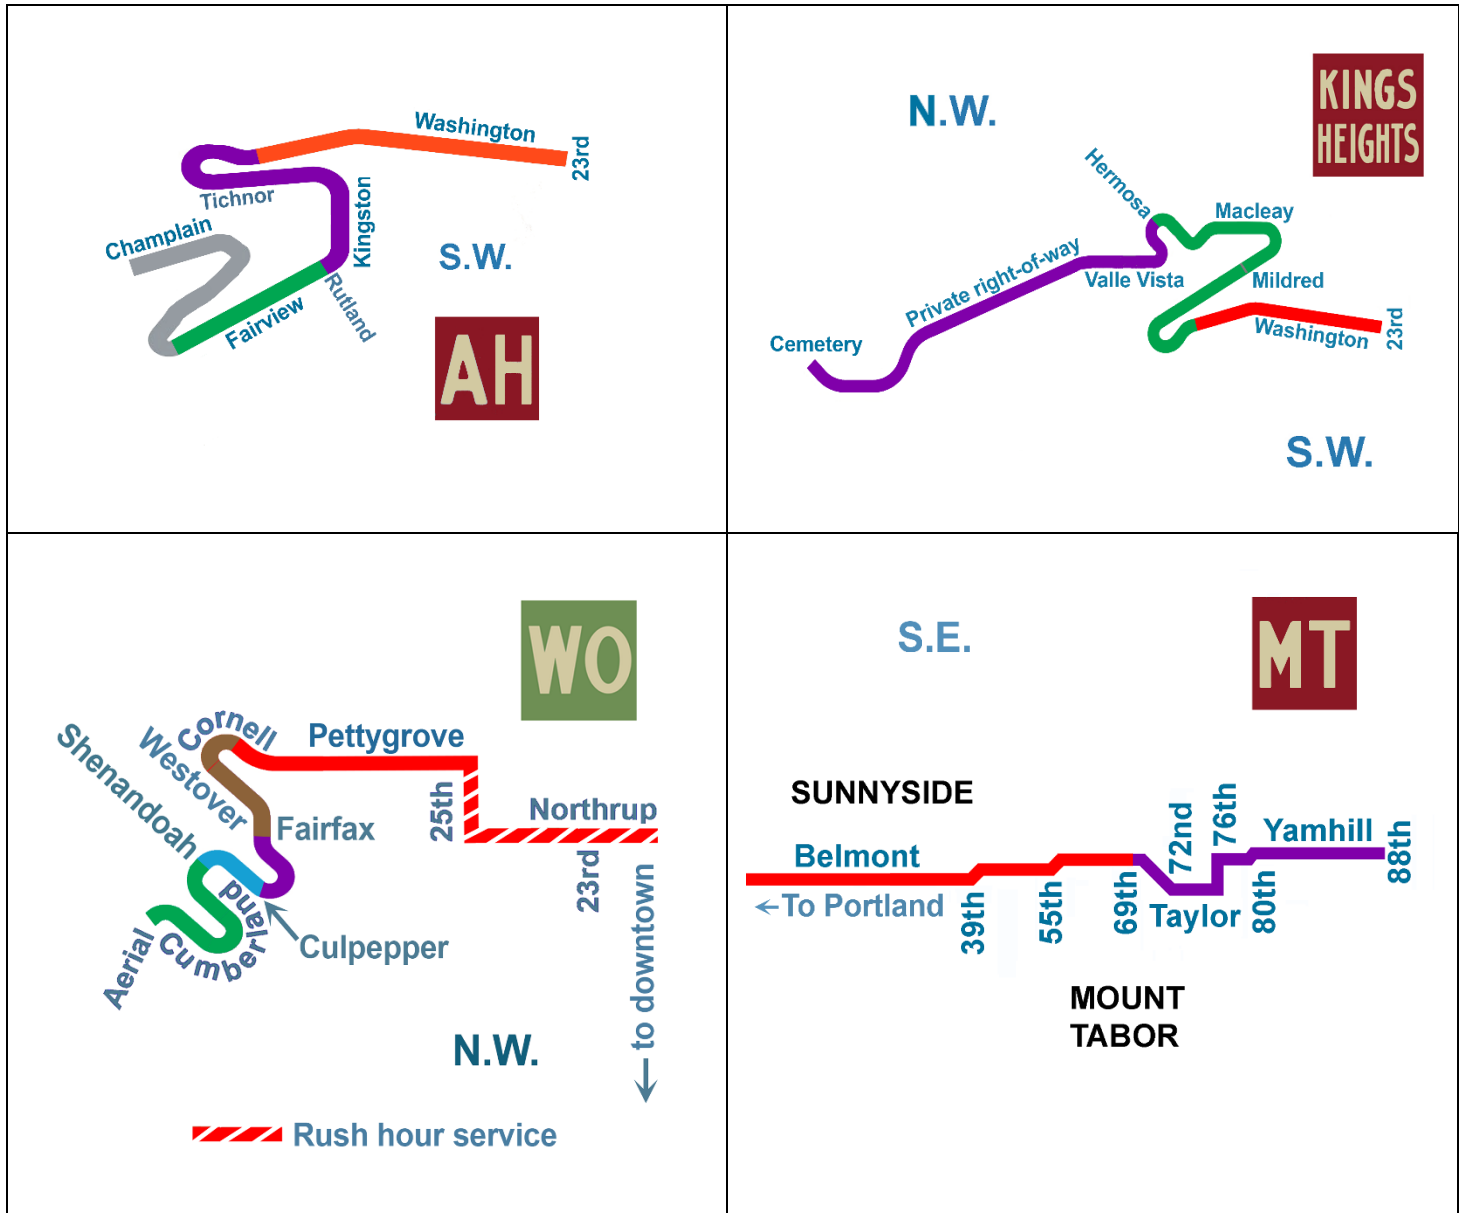 Washington
23rd
Tichnor
Kingston
Champlain
S.W.
Rutland
Fairview
AH
KINGS
HEIGHTS
N.W.
Hermosa
Macleay
Private right-of-way
Valle Vista
Mildred
Washington
23rd
Cemetery
S.W.
WO
Cornell
Pettygrove
Westover
Shenandoah
25th
Northrup
Fairfax
23rd
Cumberland
Culpepper
Aerial
to downtown
N.W.
Rush hour service
MT
S.E.
SUNNYSIDE
72nd
76th
Yamhill
Belmont
88th
To Portland
39th
55th
69th
Taylor
80th
MOUNT
TABOR